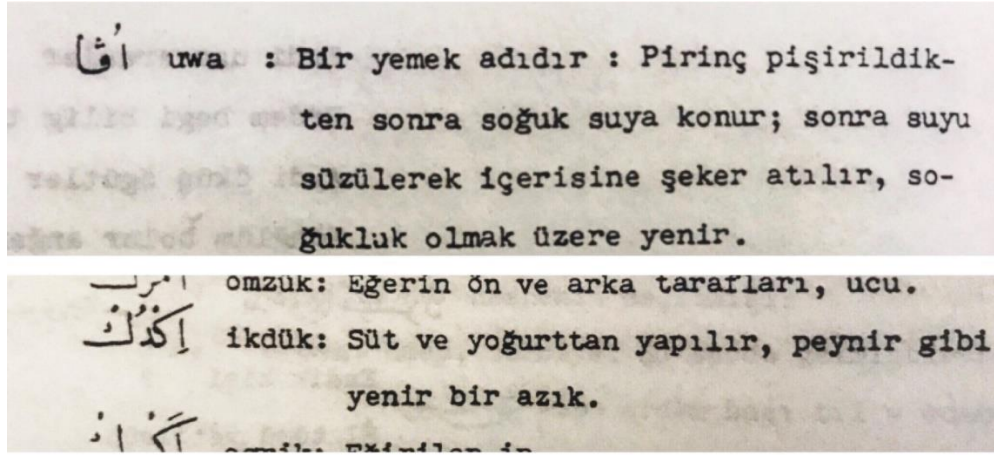 اُڤا uwa : Bir yemek adıdır : Pirinç pişirildik-
ten sonra soğuk suya konur; sonra suyu
süzülerek içerisine şeker atılır, so-
ğukluk olmak üzere yenir.
omzuk: Eğerin ön ve arka tarafları, ucu.
اِكْدُكْ ikdük: Süt ve yoğurttan yapılır, peynir gibi
yenir bir azık.